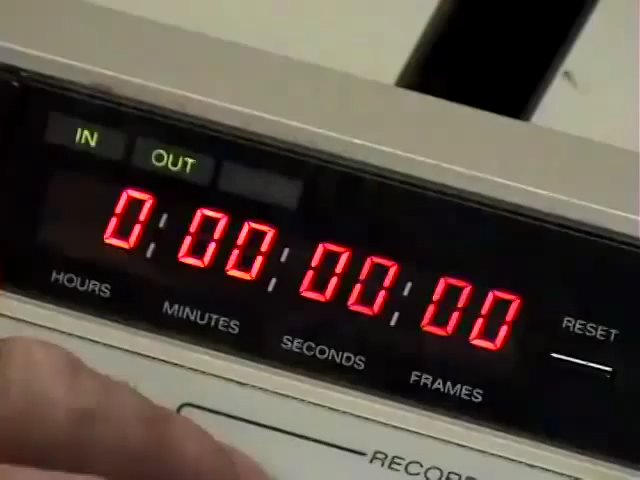 IN OUT
0:00:00:00
HOURS MINUTES SECONDS FRAMES
RESET